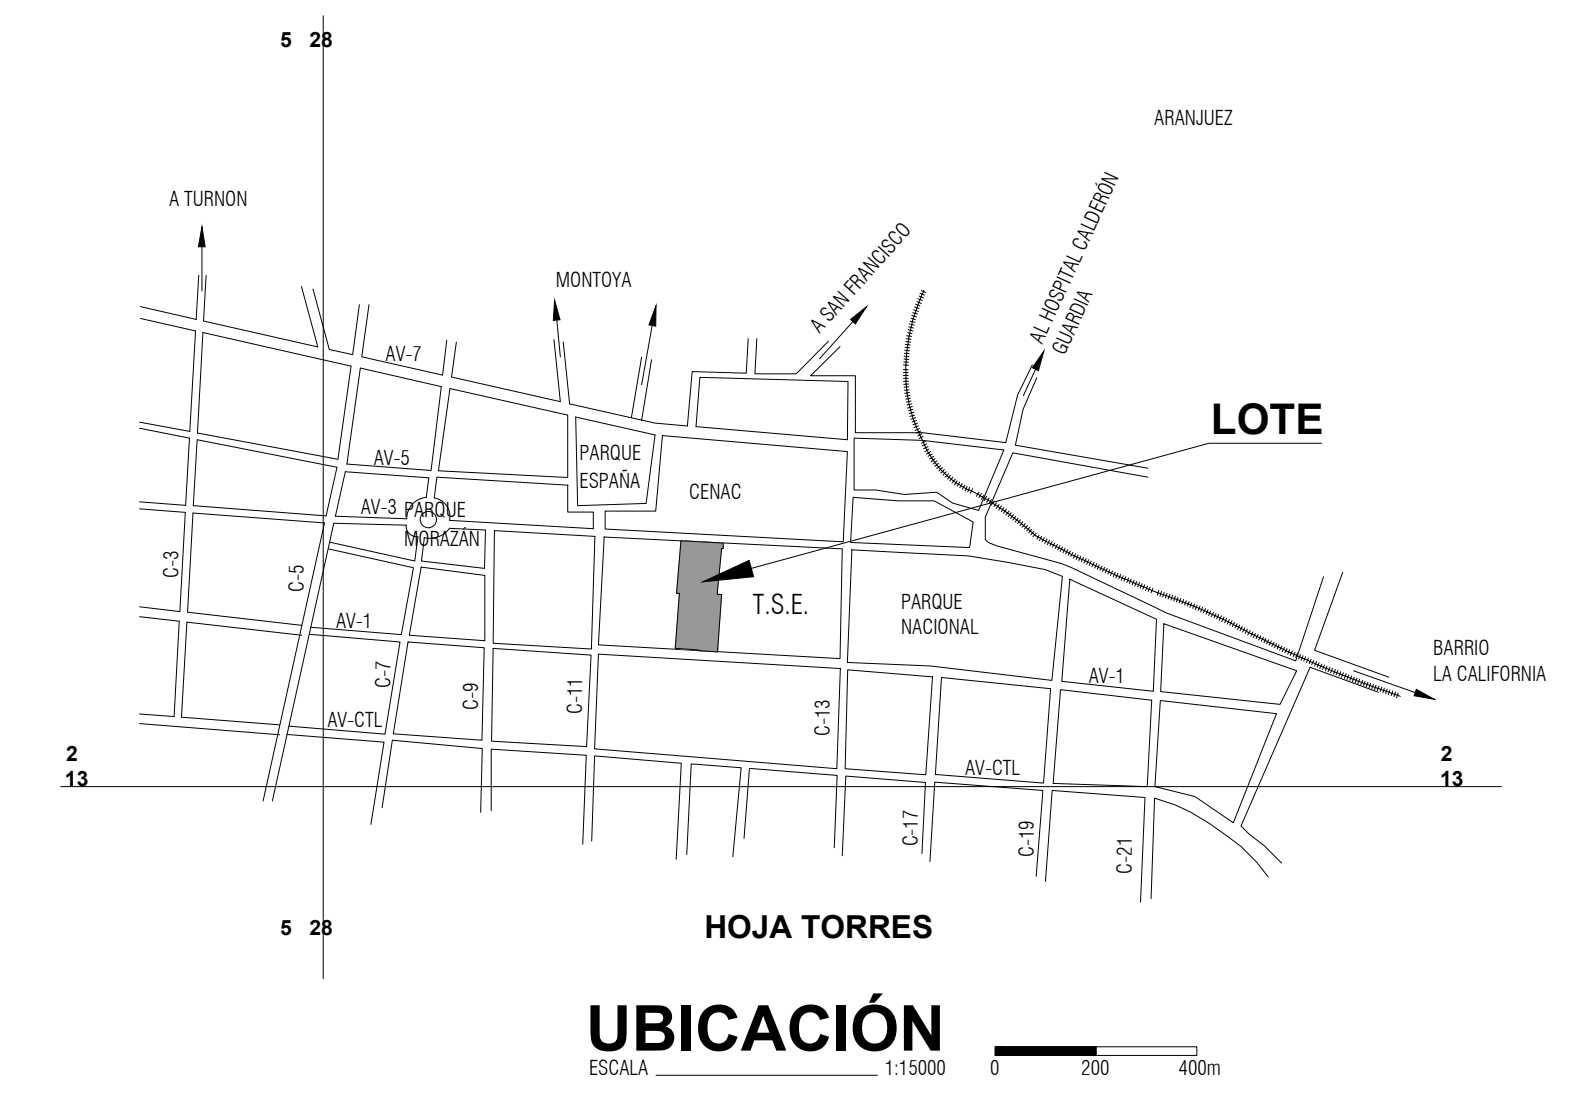 5 28
ARANJUEZ
A TURNON
AL HOSPITAL CALDERÓN
GUARDIA
A SAN FRANCISCO
MONTOYA
AV-7
LOTE
AV-5
PARQUE
ESPAÑA
CENAC
AV-3
PARQUE
MORAZÁN
C-3
C-5
T.S.E.
PARQUE
NACIONAL
AV-1
BARRIO
LA CALIFORNIA
C-7
C-9
C-11
C-13
AV-1
AV-CTL
AV-CTL
2
13
2
13
C-17
C-19
C-21
5 28
HOJA TORRES
UBICACIÓN
ESCALA 1:15000
0 200 400m